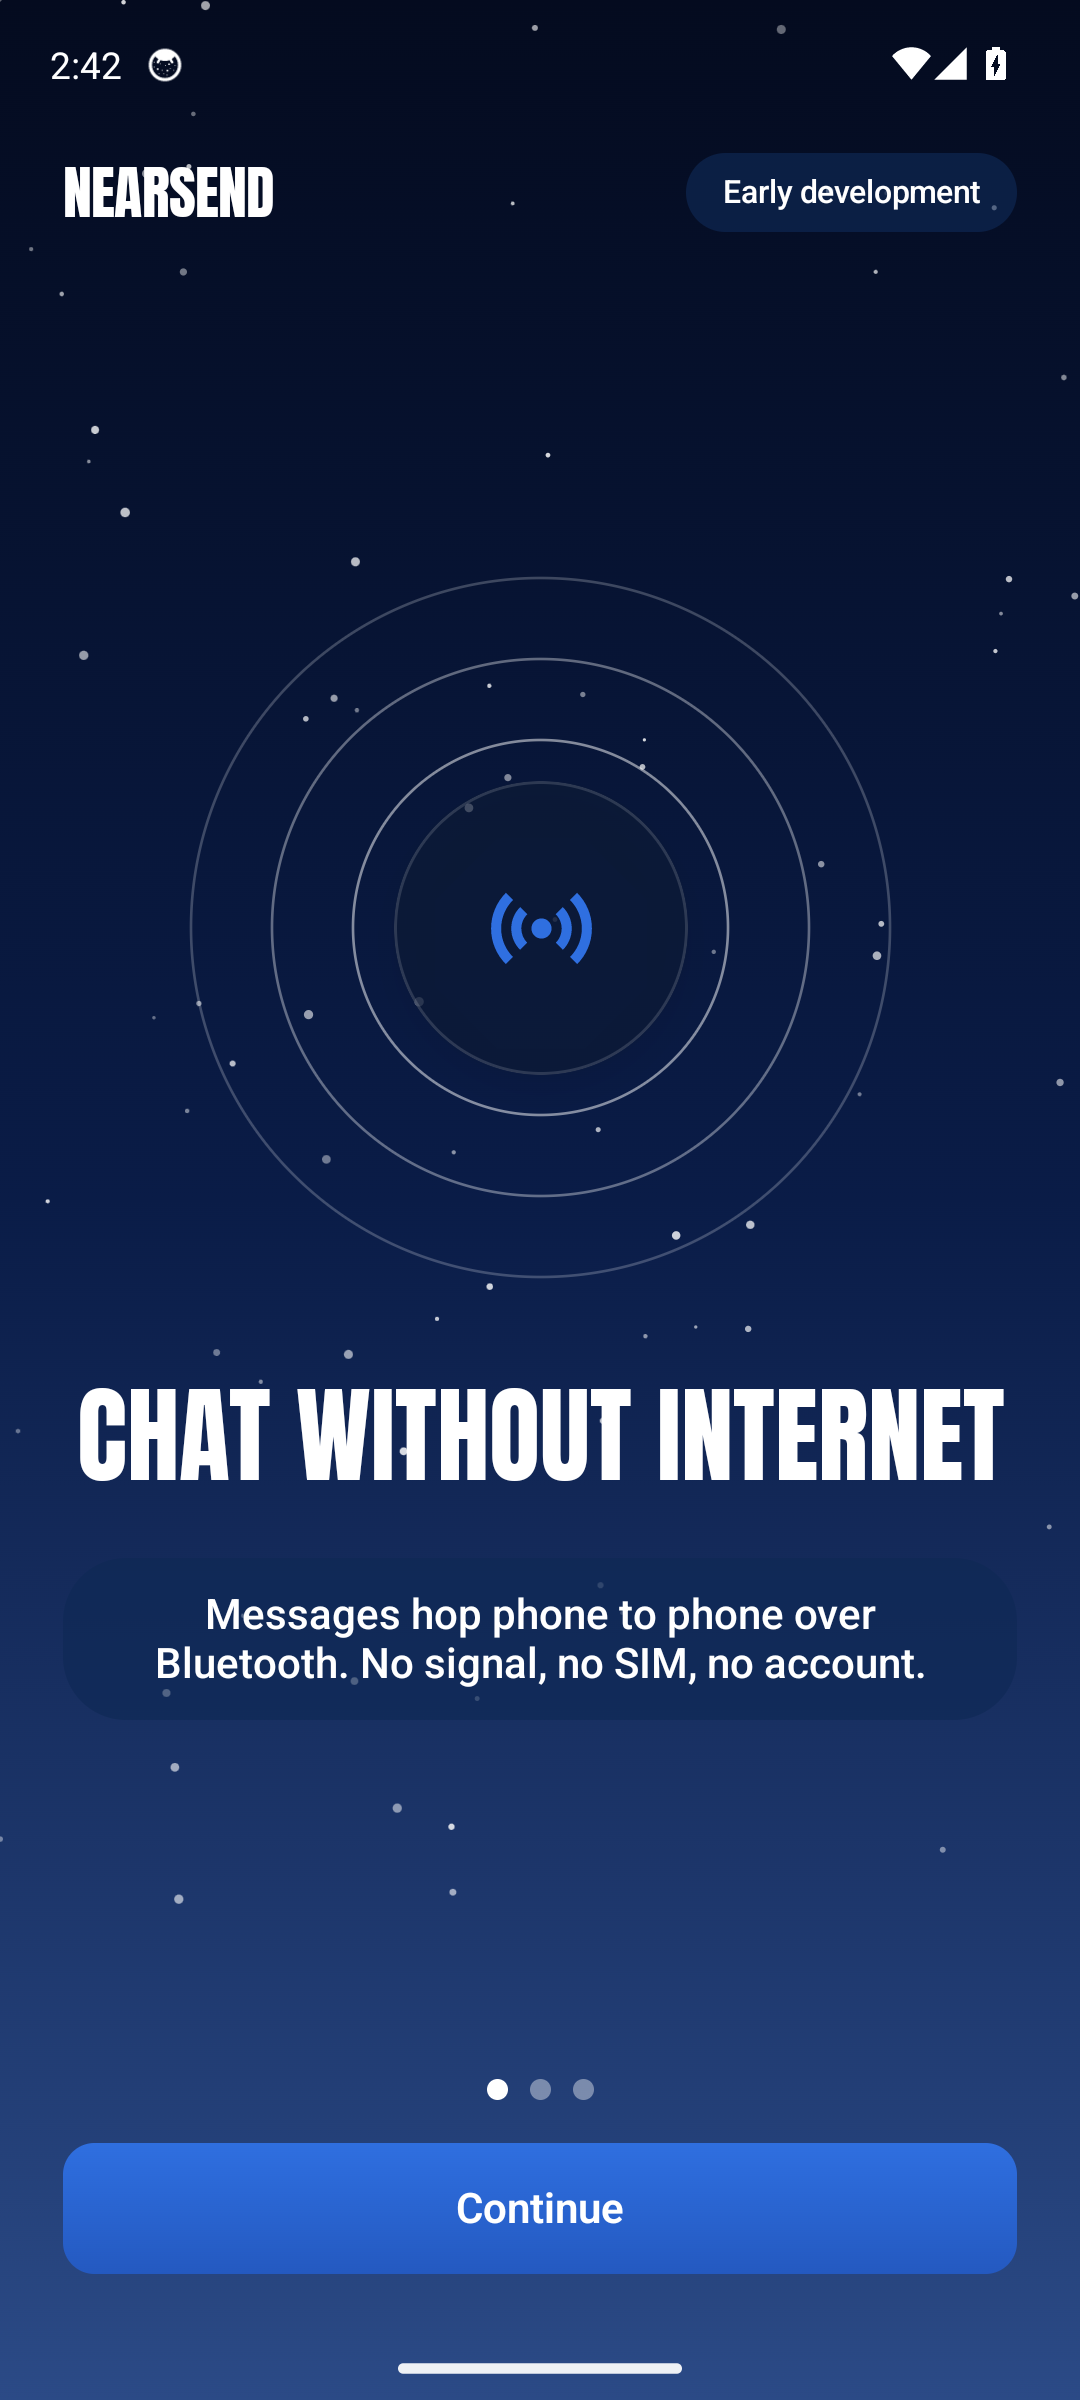 2:42
NEARSEND
Early development
CHAT WITHOUT INTERNET
Messages hop phone to phone over
Bluetooth. No signal, no SIM, no account.
Continue